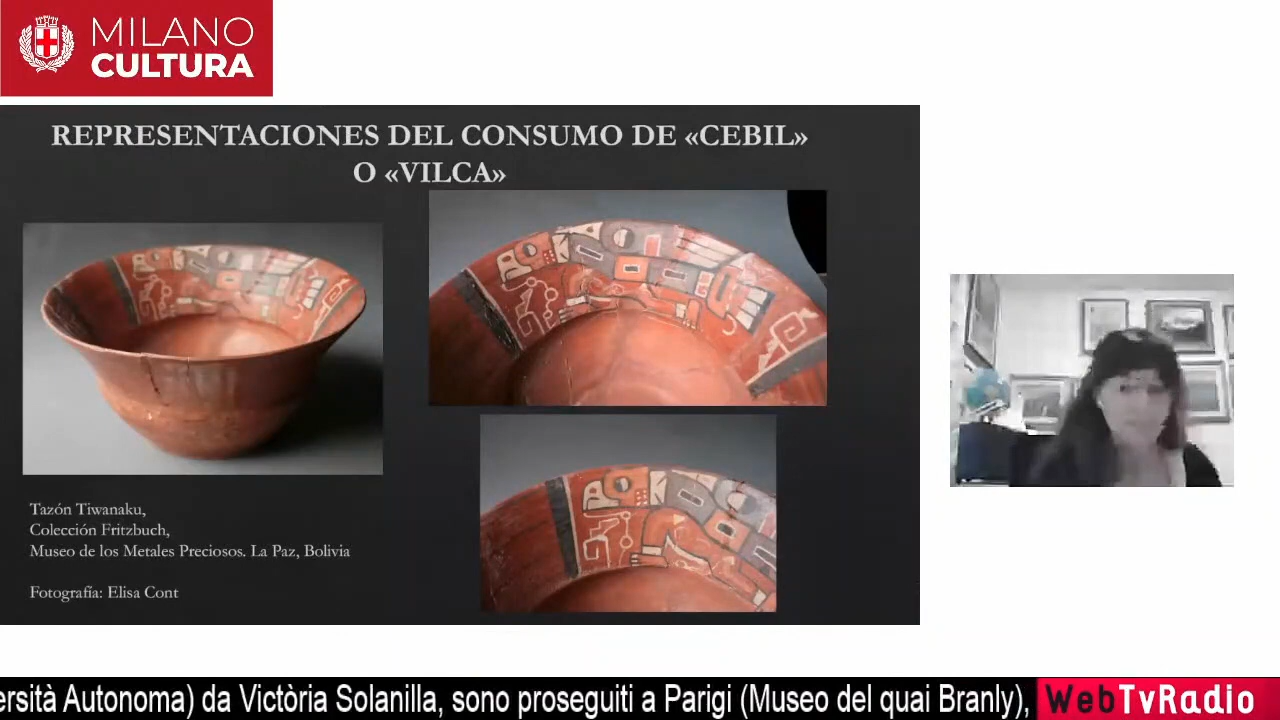 MILANO
CULTURA
REPRESENTACIONES DEL CONSUMO DE «CEBIL»
O «VILCA»
Tazón Tiwanaku,
Colección Fritzbuch,
Museo de los Metales Preciosos. La Paz, Bolivia
Fotografía: Elisa Cont
ersità Autonoma) da Victòria Solanilla, sono proseguiti a Parigi (Museo del quai Branly),
WebTvRadio